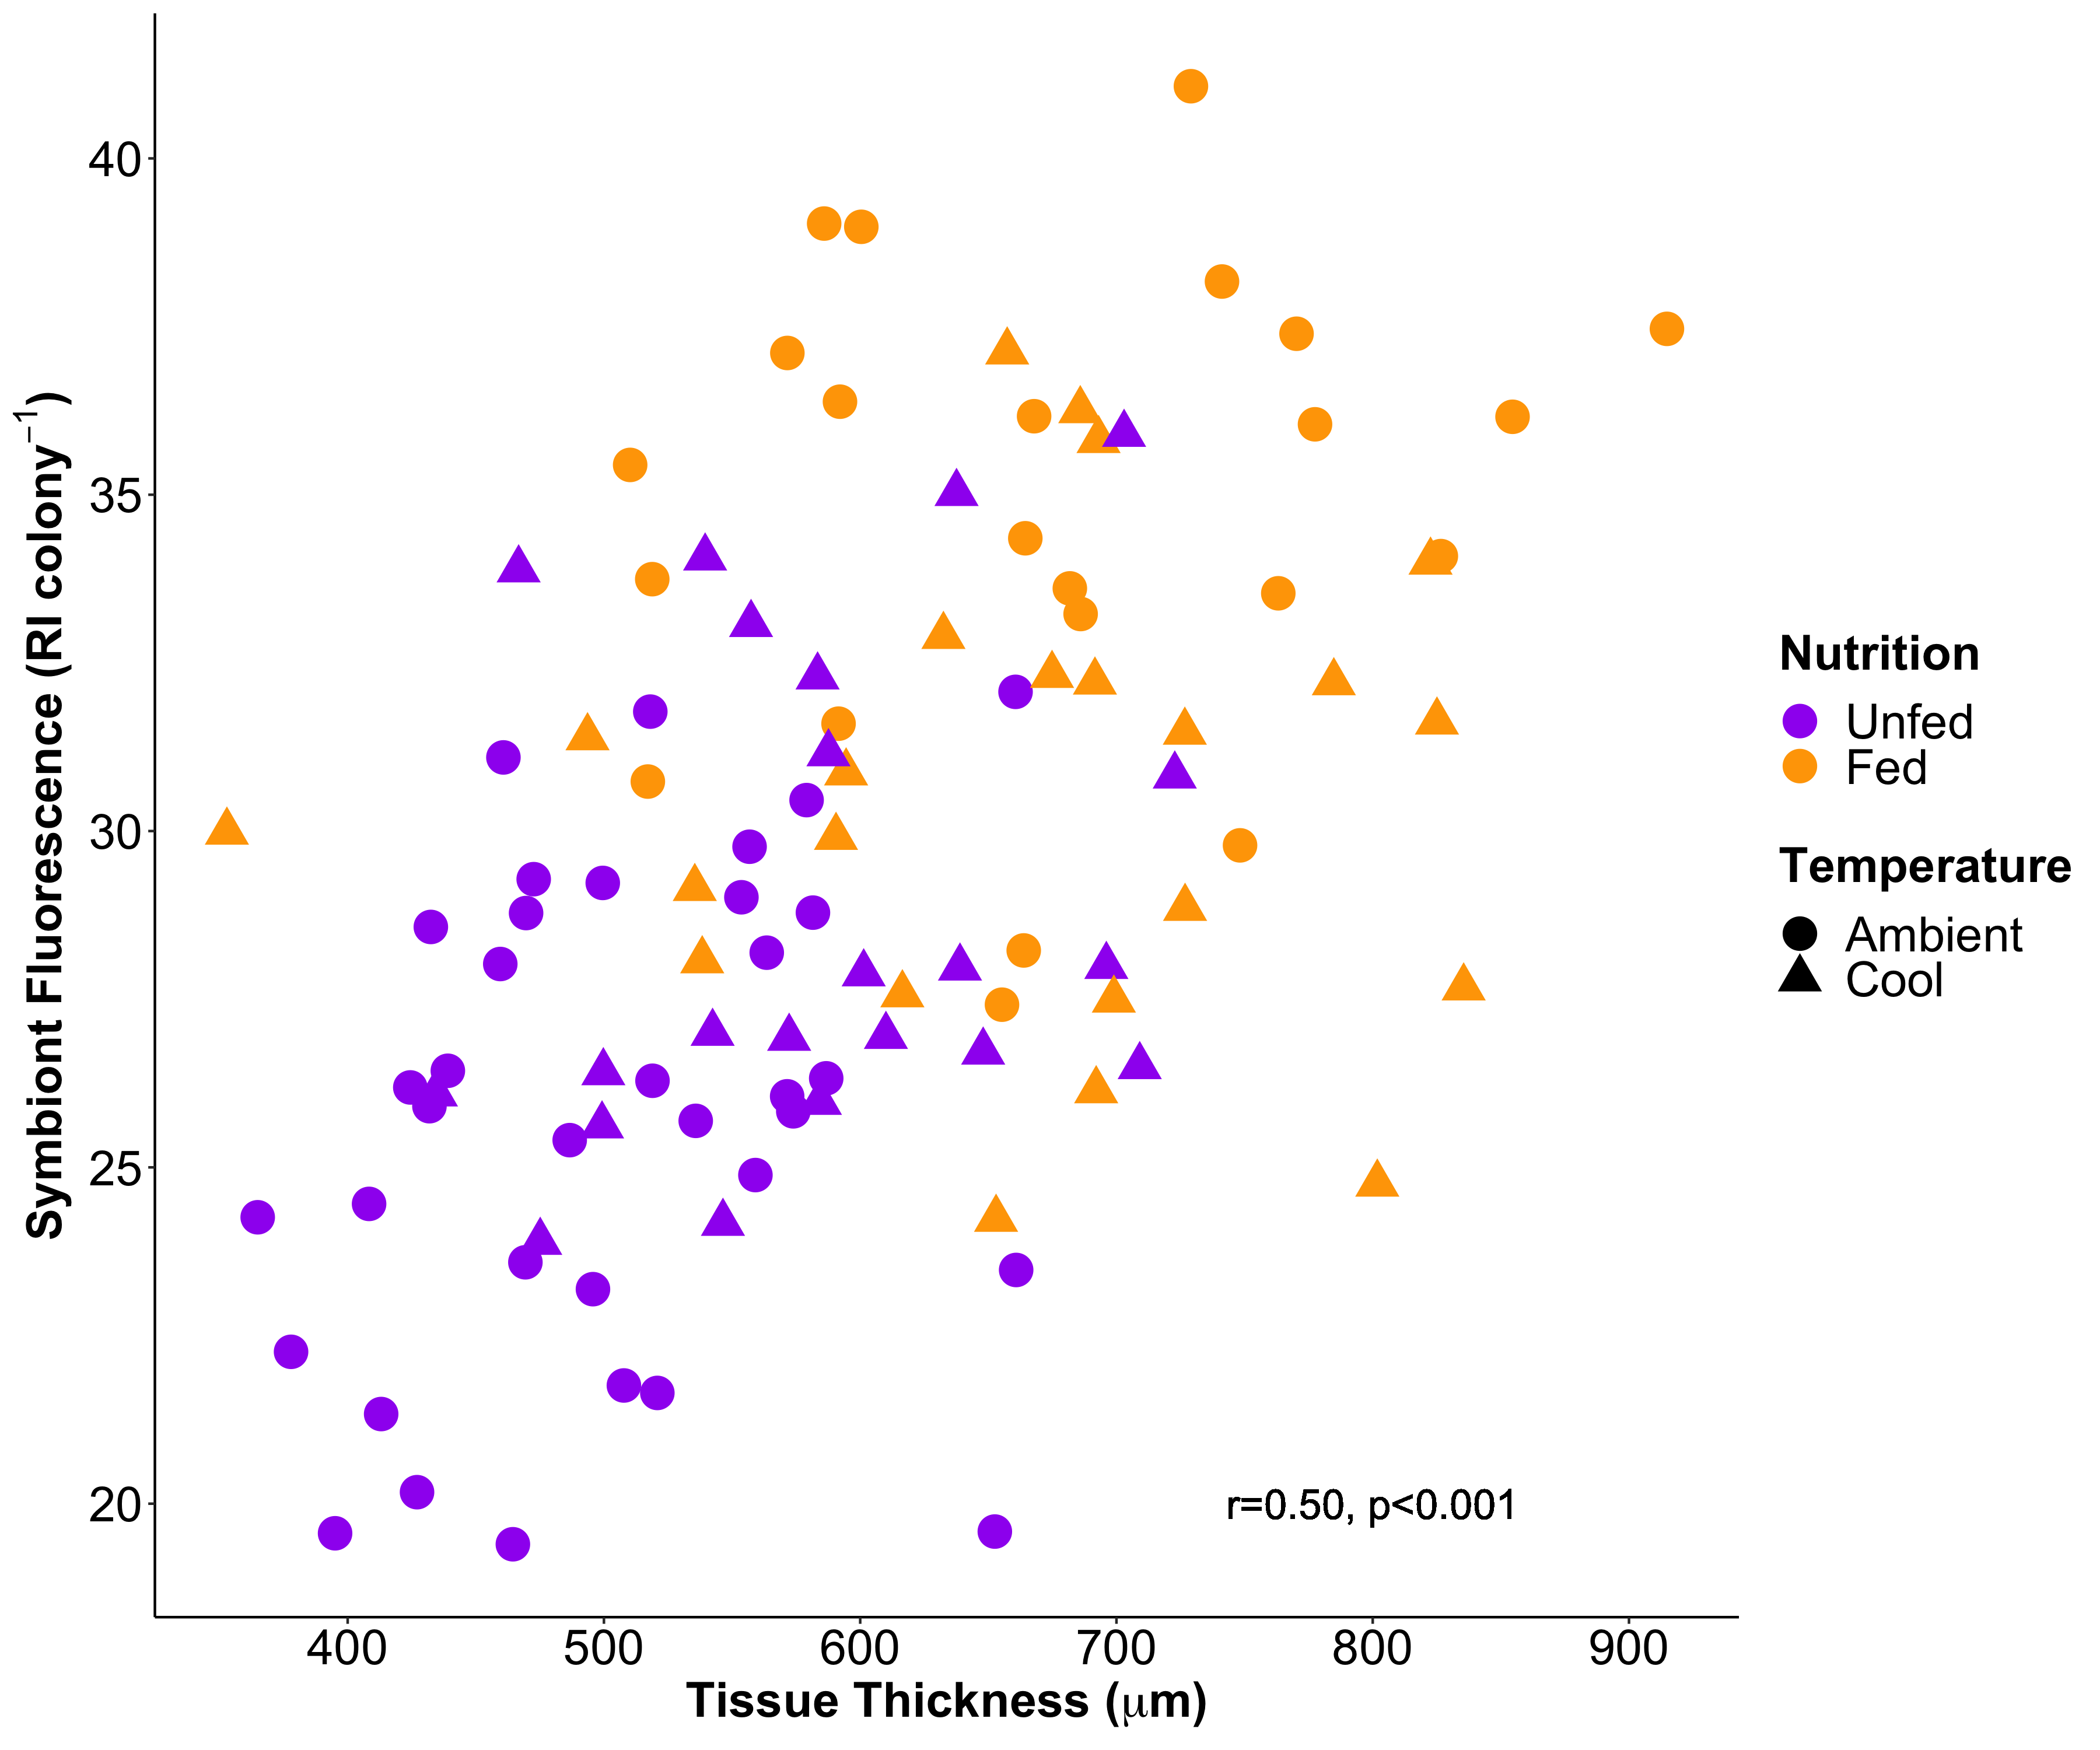 Symbiont Fluorescence (RI colony⁻¹)
40
35
30
25
20
400 500 600 700 800 900
Tissue Thickness (μm)
r=0.50, p<0.001
Nutrition
Unfed
Fed
Temperature
Ambient
Cool